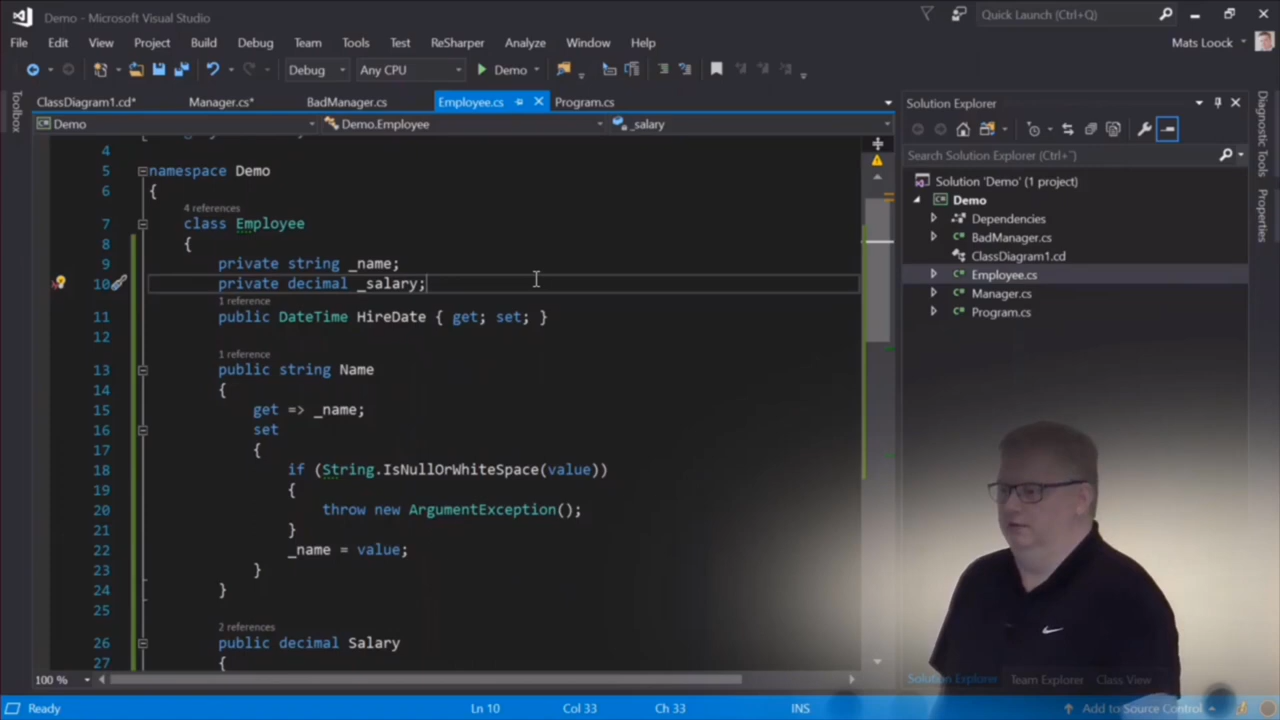 Demo - Microsoft Visual Studio
Quick Launch (Ctrl+Q)
File Edit View Project Build Debug Team Tools Test ReSharper Analyze Window Help
Mats Loock
Debug Any CPU Demo
Toolbox
ClassDiagram1.cd* Manager.cs* BadManager.cs Employee.cs Program.cs
Demo Demo.Employee _salary
4
5 namespace Demo
6 {
4 references
7 class Employee
8 {
9 private string _name;
10 private decimal _salary;
1 reference
11 public DateTime HireDate { get; set; }
12
1 reference
13 public string Name
14 {
15 get => _name;
16 set
17 {
18 if (String.IsNullOrWhiteSpace(value))
19 {
20 throw new ArgumentException();
21 }
22 _name = value;
23 }
24 }
25
2 references
26 public decimal Salary
27 {
100 %
Solution Explorer
Search Solution Explorer (Ctrl+¨)
Solution 'Demo' (1 project)
Demo
Dependencies
BadManager.cs
ClassDiagram1.cd
Employee.cs
Manager.cs
Program.cs
Solution Explorer Team Explorer Class View
Diagnostic Tools
Properties
Ready Ln 10 Col 33 Ch 33 INS Add to Source Control